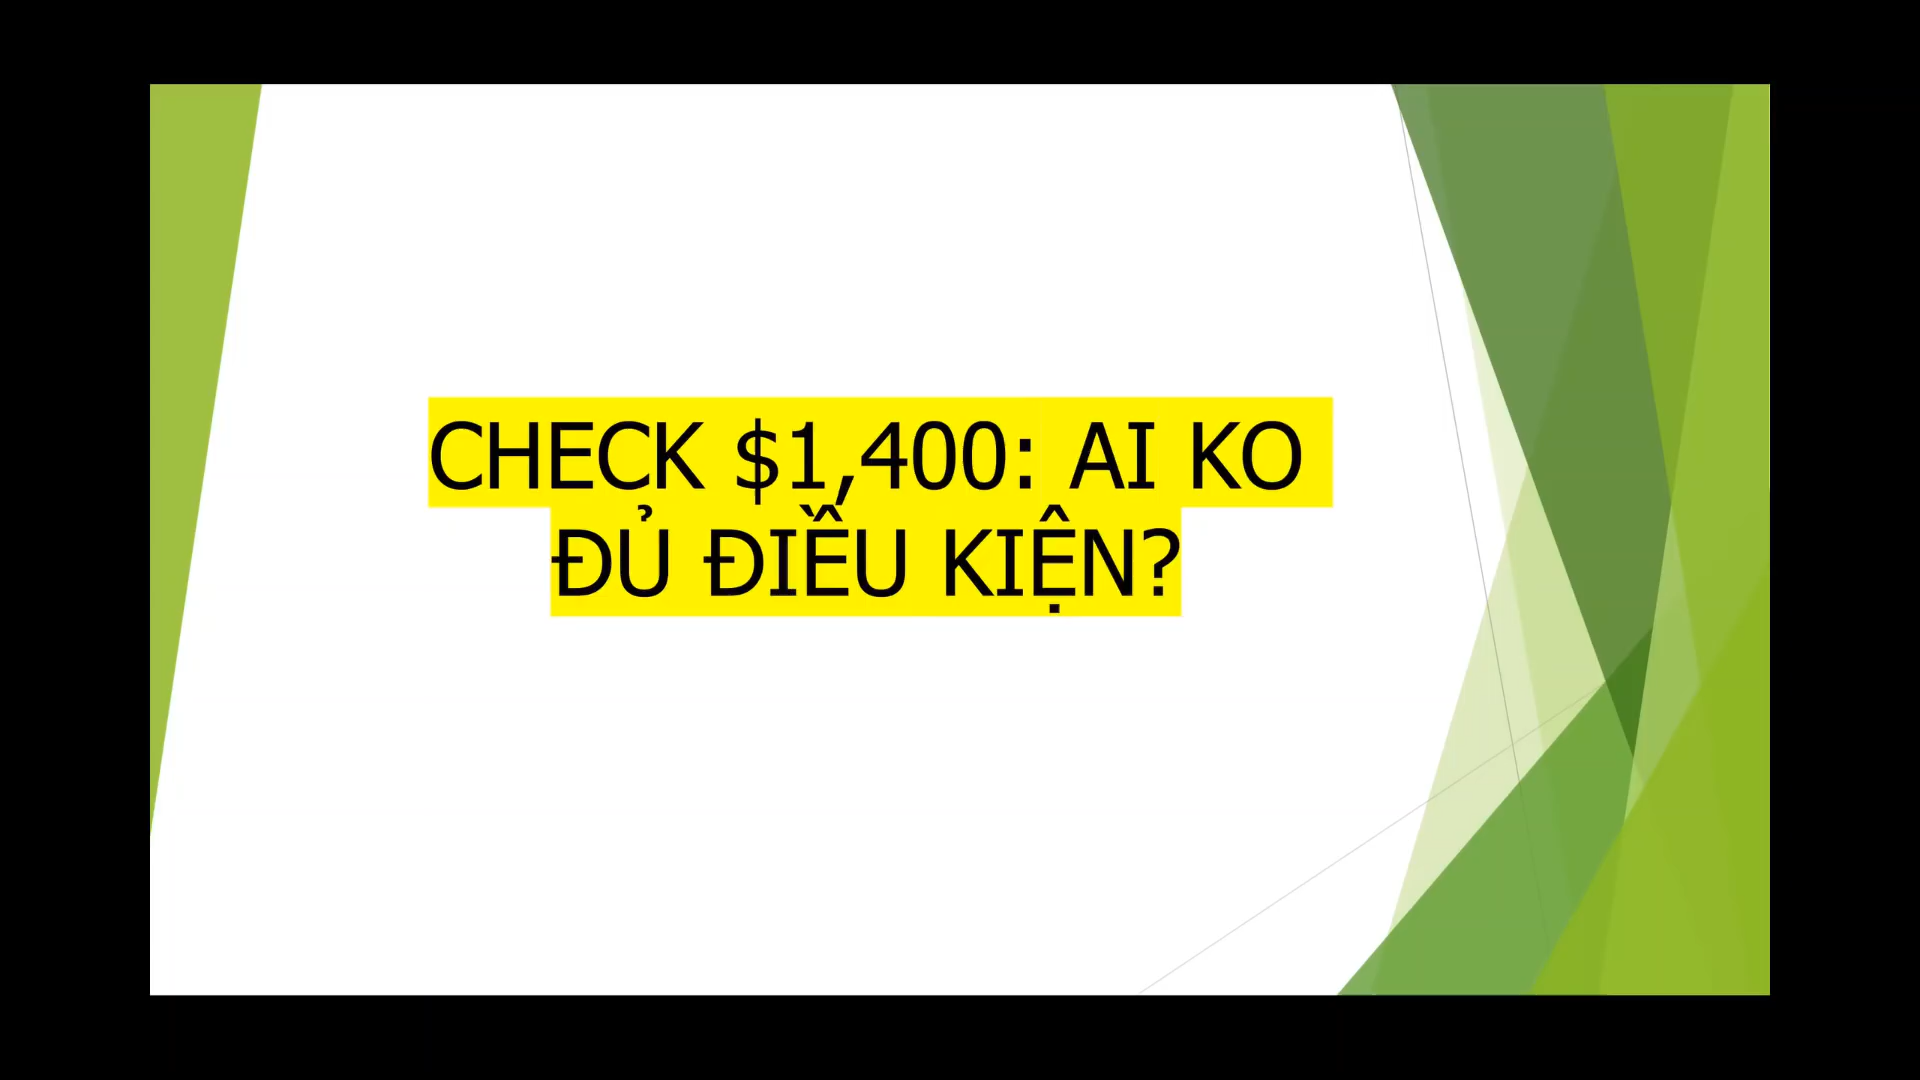 CHECK $1,400: AI KO
ĐỦ ĐIỀU KIỆN?